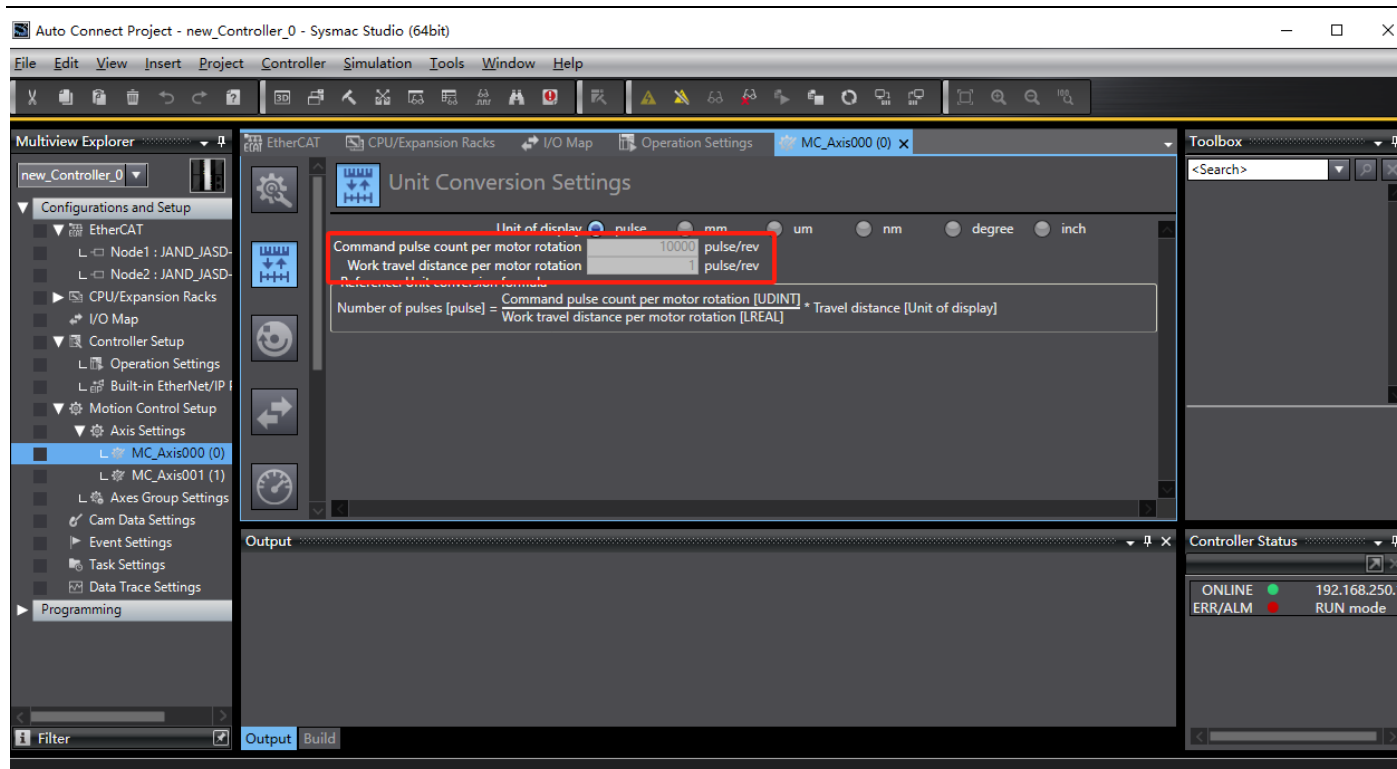 Auto Connect Project - new_Controller_0 - Sysmac Studio (64bit)
File Edit View Insert Project Controller Simulation Tools Window Help
Multiview Explorer
new_Controller_0
Configurations and Setup
EtherCAT
Node1 : JAND_JASD-
Node2 : JAND_JASD-
CPU/Expansion Racks
I/O Map
Controller Setup
Operation Settings
Built-in EtherNet/IP
Motion Control Setup
Axis Settings
MC_Axis000 (0)
MC_Axis001 (1)
Axes Group Settings
Cam Data Settings
Event Settings
Task Settings
Data Trace Settings
Programming
Filter
EtherCAT CPU/Expansion Racks I/O Map Operation Settings MC_Axis000 (0)
Unit Conversion Settings
Unit of display pulse mm um nm degree inch
Command pulse count per motor rotation 10000 pulse/rev
Work travel distance per motor rotation 1 pulse/rev
Reference: Unit conversion formula
Number of pulses [pulse] = Command pulse count per motor rotation [UDINT]
Work travel distance per motor rotation [LREAL] * Travel distance [Unit of display]
Output
Output Build
Toolbox
<Search>
Controller Status
ONLINE 192.168.250.
ERR/ALM RUN mode